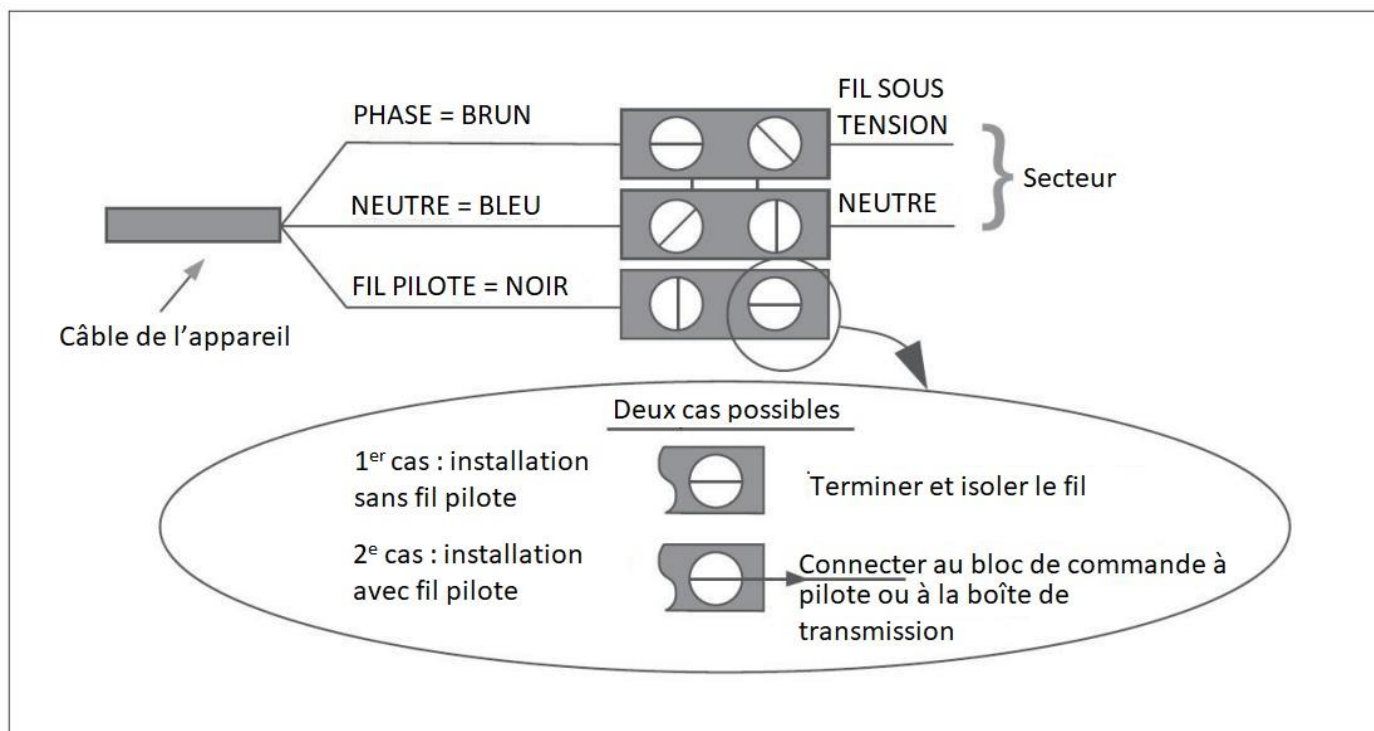 PHASE = BRUN
FIL SOUS
TENSION
Secteur
NEUTRE = BLEU
NEUTRE
FIL PILOTE = NOIR
Câble de l’appareil
Deux cas possibles
1er cas : installation
sans fil pilote
Terminer et isoler le fil
2e cas : installation
avec fil pilote
Connecter au bloc de commande à
pilote ou à la boîte de
transmission